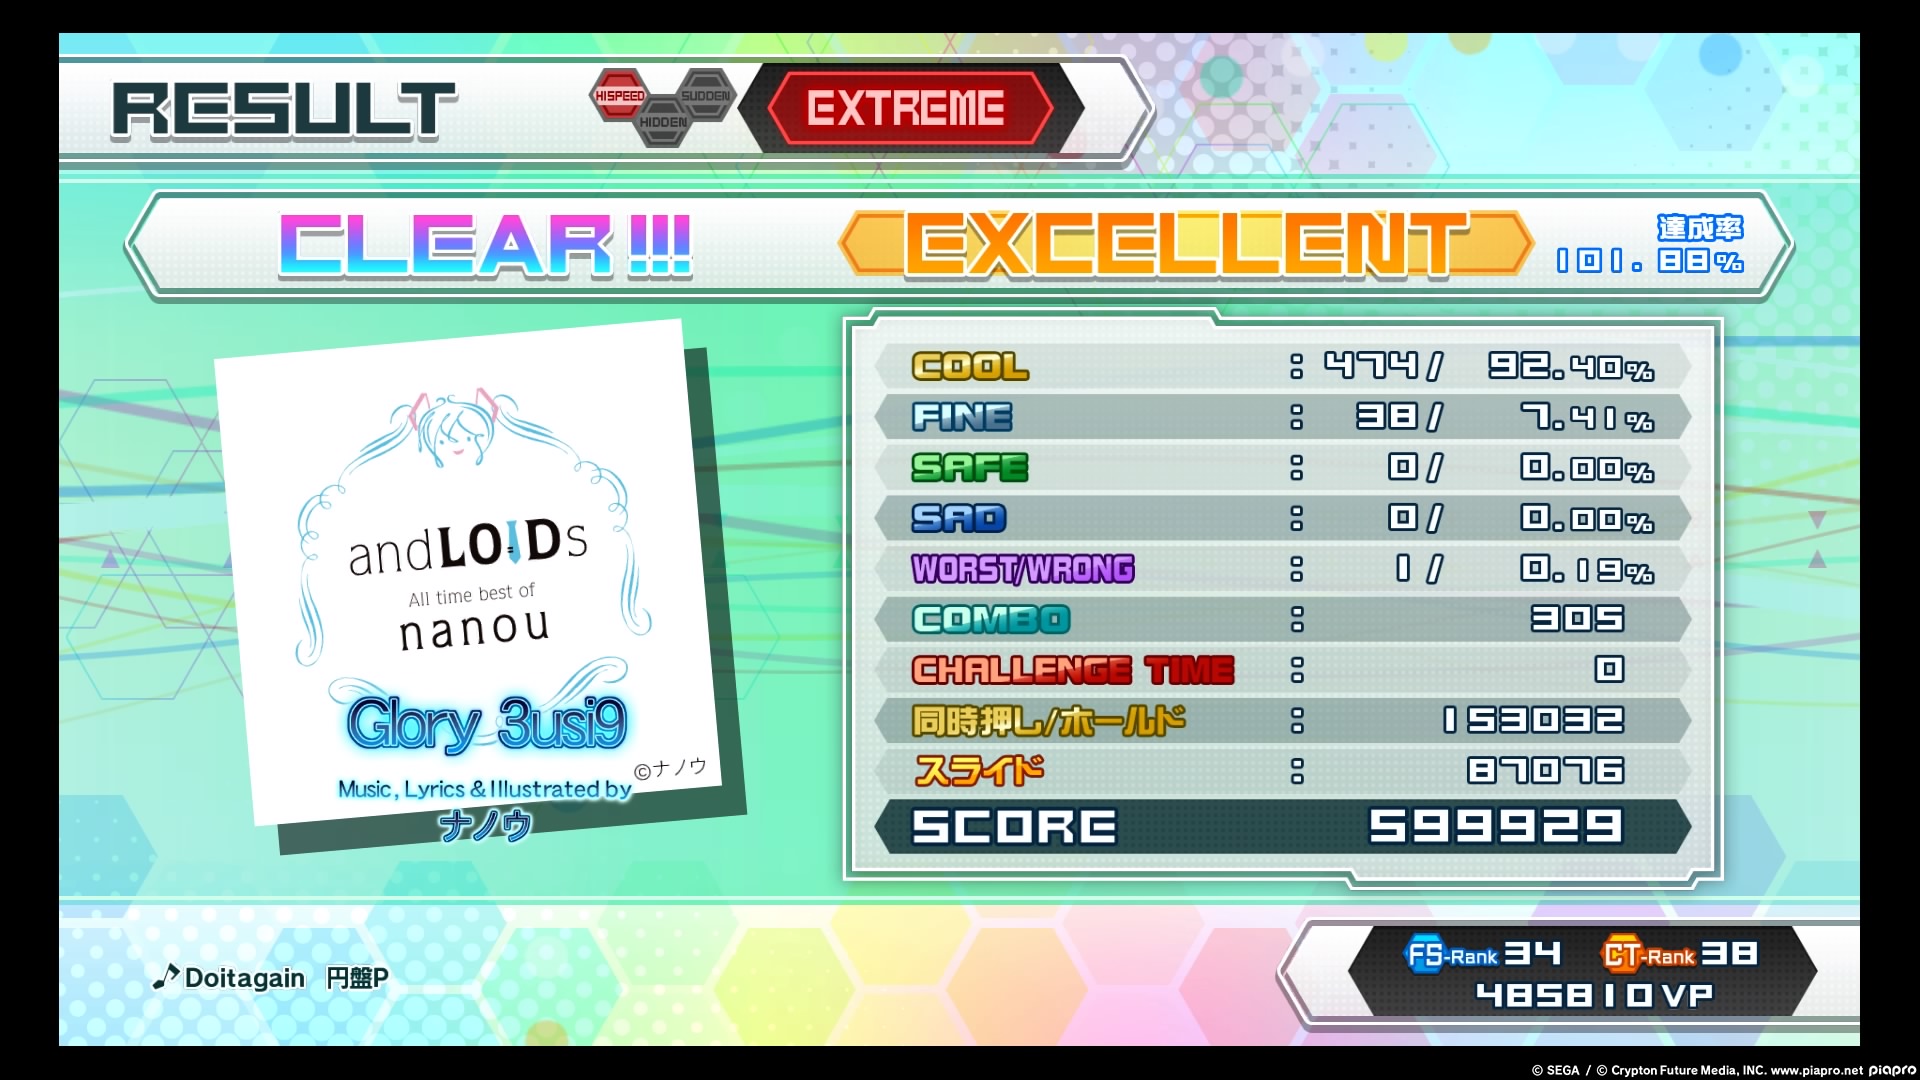 RESULT
HISPEED
HIDDEN
SUDDEN
EXTREME
CLEAR!!!
EXCELLENT
達成率
101.88%
andLOIDs
All time best of
nanou
Glory 3usi9
©ナノウ
Music, Lyrics & Illustrated by
ナノウ
COOL : 474/ 92.40%
FINE : 38/ 7.41%
SAFE : 0/ 0.00%
SAD : 0/ 0.00%
WORST/WRONG : 1/ 0.19%
COMBO : 305
CHALLENGE TIME : 0
同時押し/ホールド : 153032
スライド : 87076
SCORE 599929
♪Doitagain 円盤P
FS-Rank 34 CT-Rank 38
485810VP
© SEGA / © Crypton Future Media, INC. www.piapro.net piapro